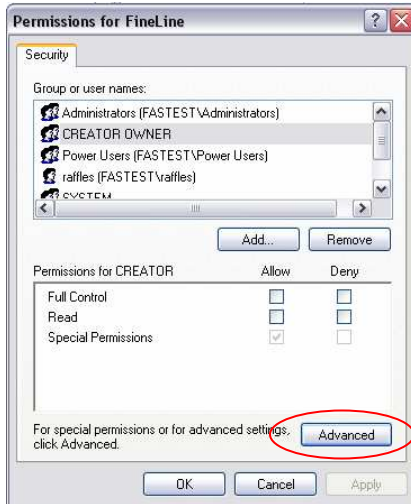 Permissions for FineLine
Security
Group or user names:
Administrators (FASTEST\Administrators)
CREATOR OWNER
Power Users (FASTEST\Power Users)
raffles (FASTEST\raffles)
SYSTEM
Add...
Remove
Permissions for CREATOR
Allow
Deny
Full Control
Read
Special Permissions
For special permissions or for advanced settings,
click Advanced.
Advanced
OK
Cancel
Apply